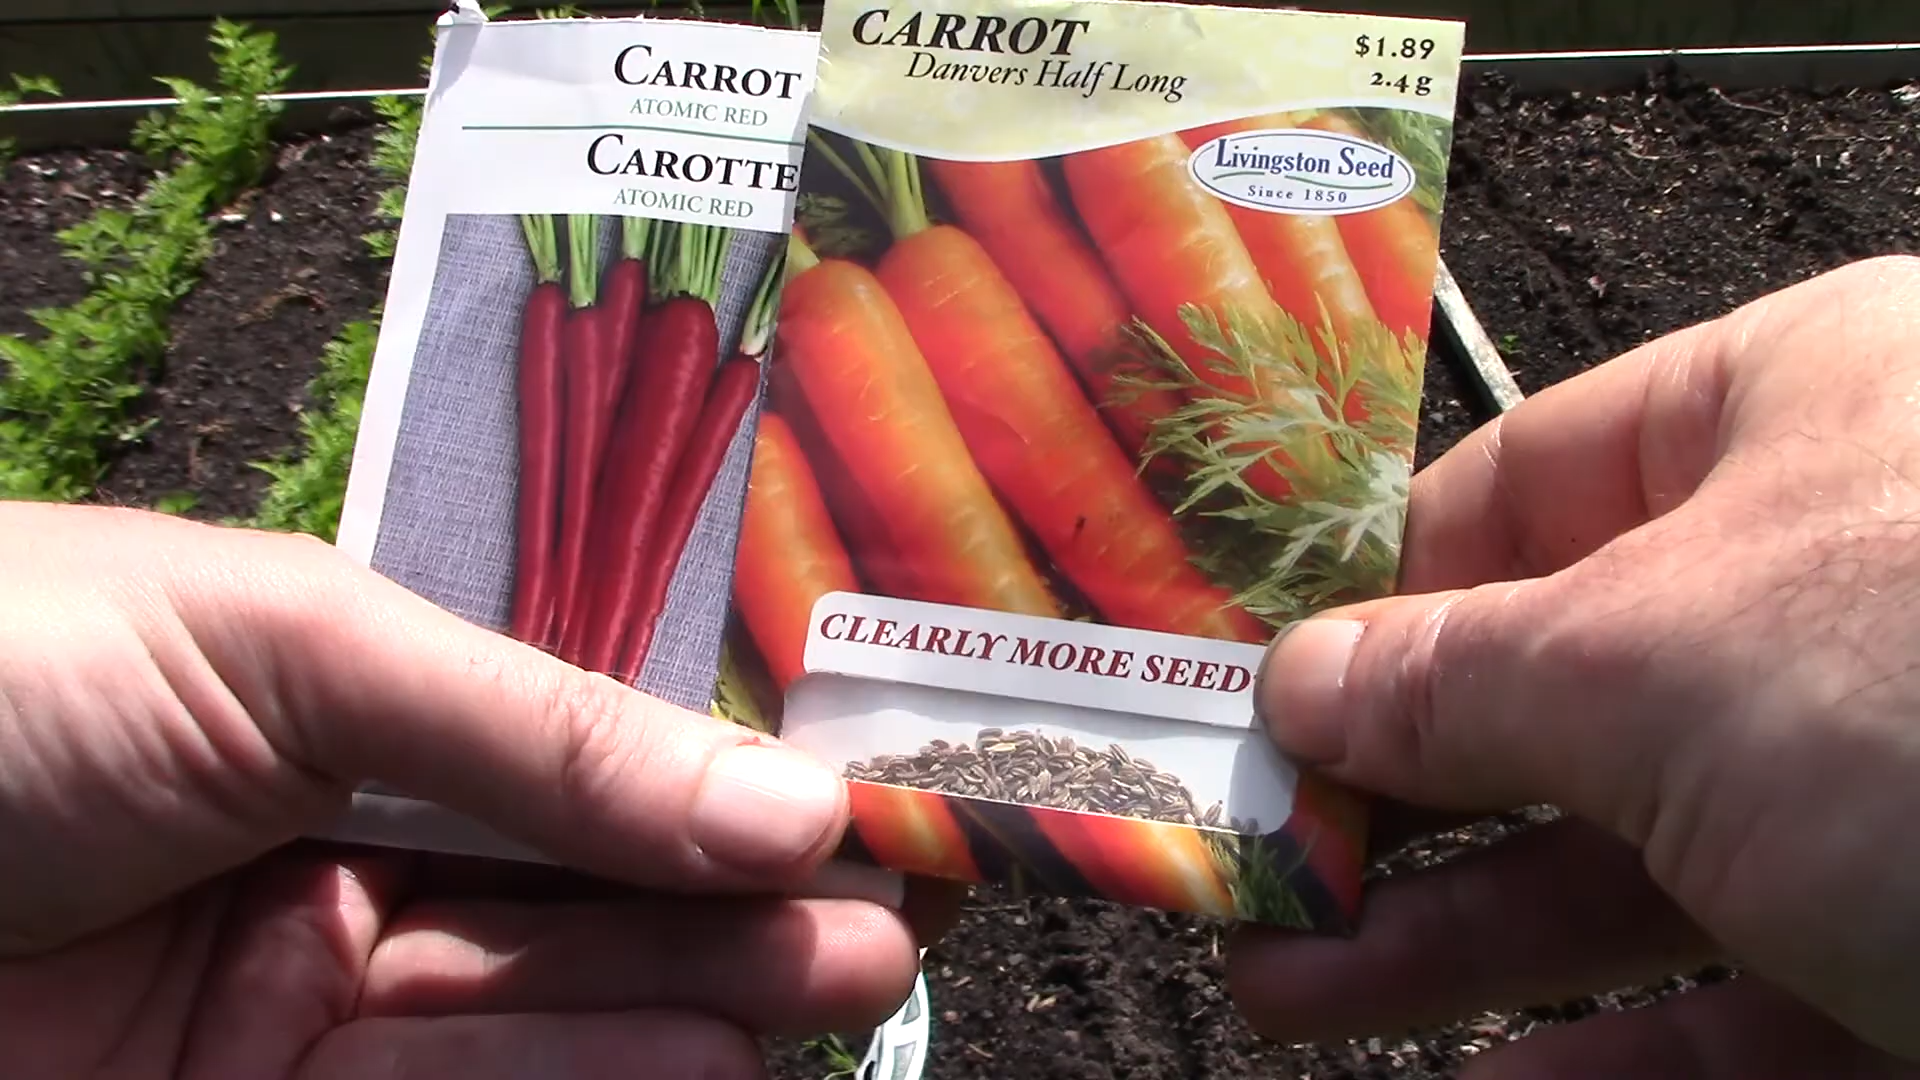 CARROT
ATOMIC RED
CAROTTE
ATOMIC RED
CARROT
Danvers Half Long
$1.89
2.4g
Livingston Seed
Since 1850
CLEARLY MORE SEED